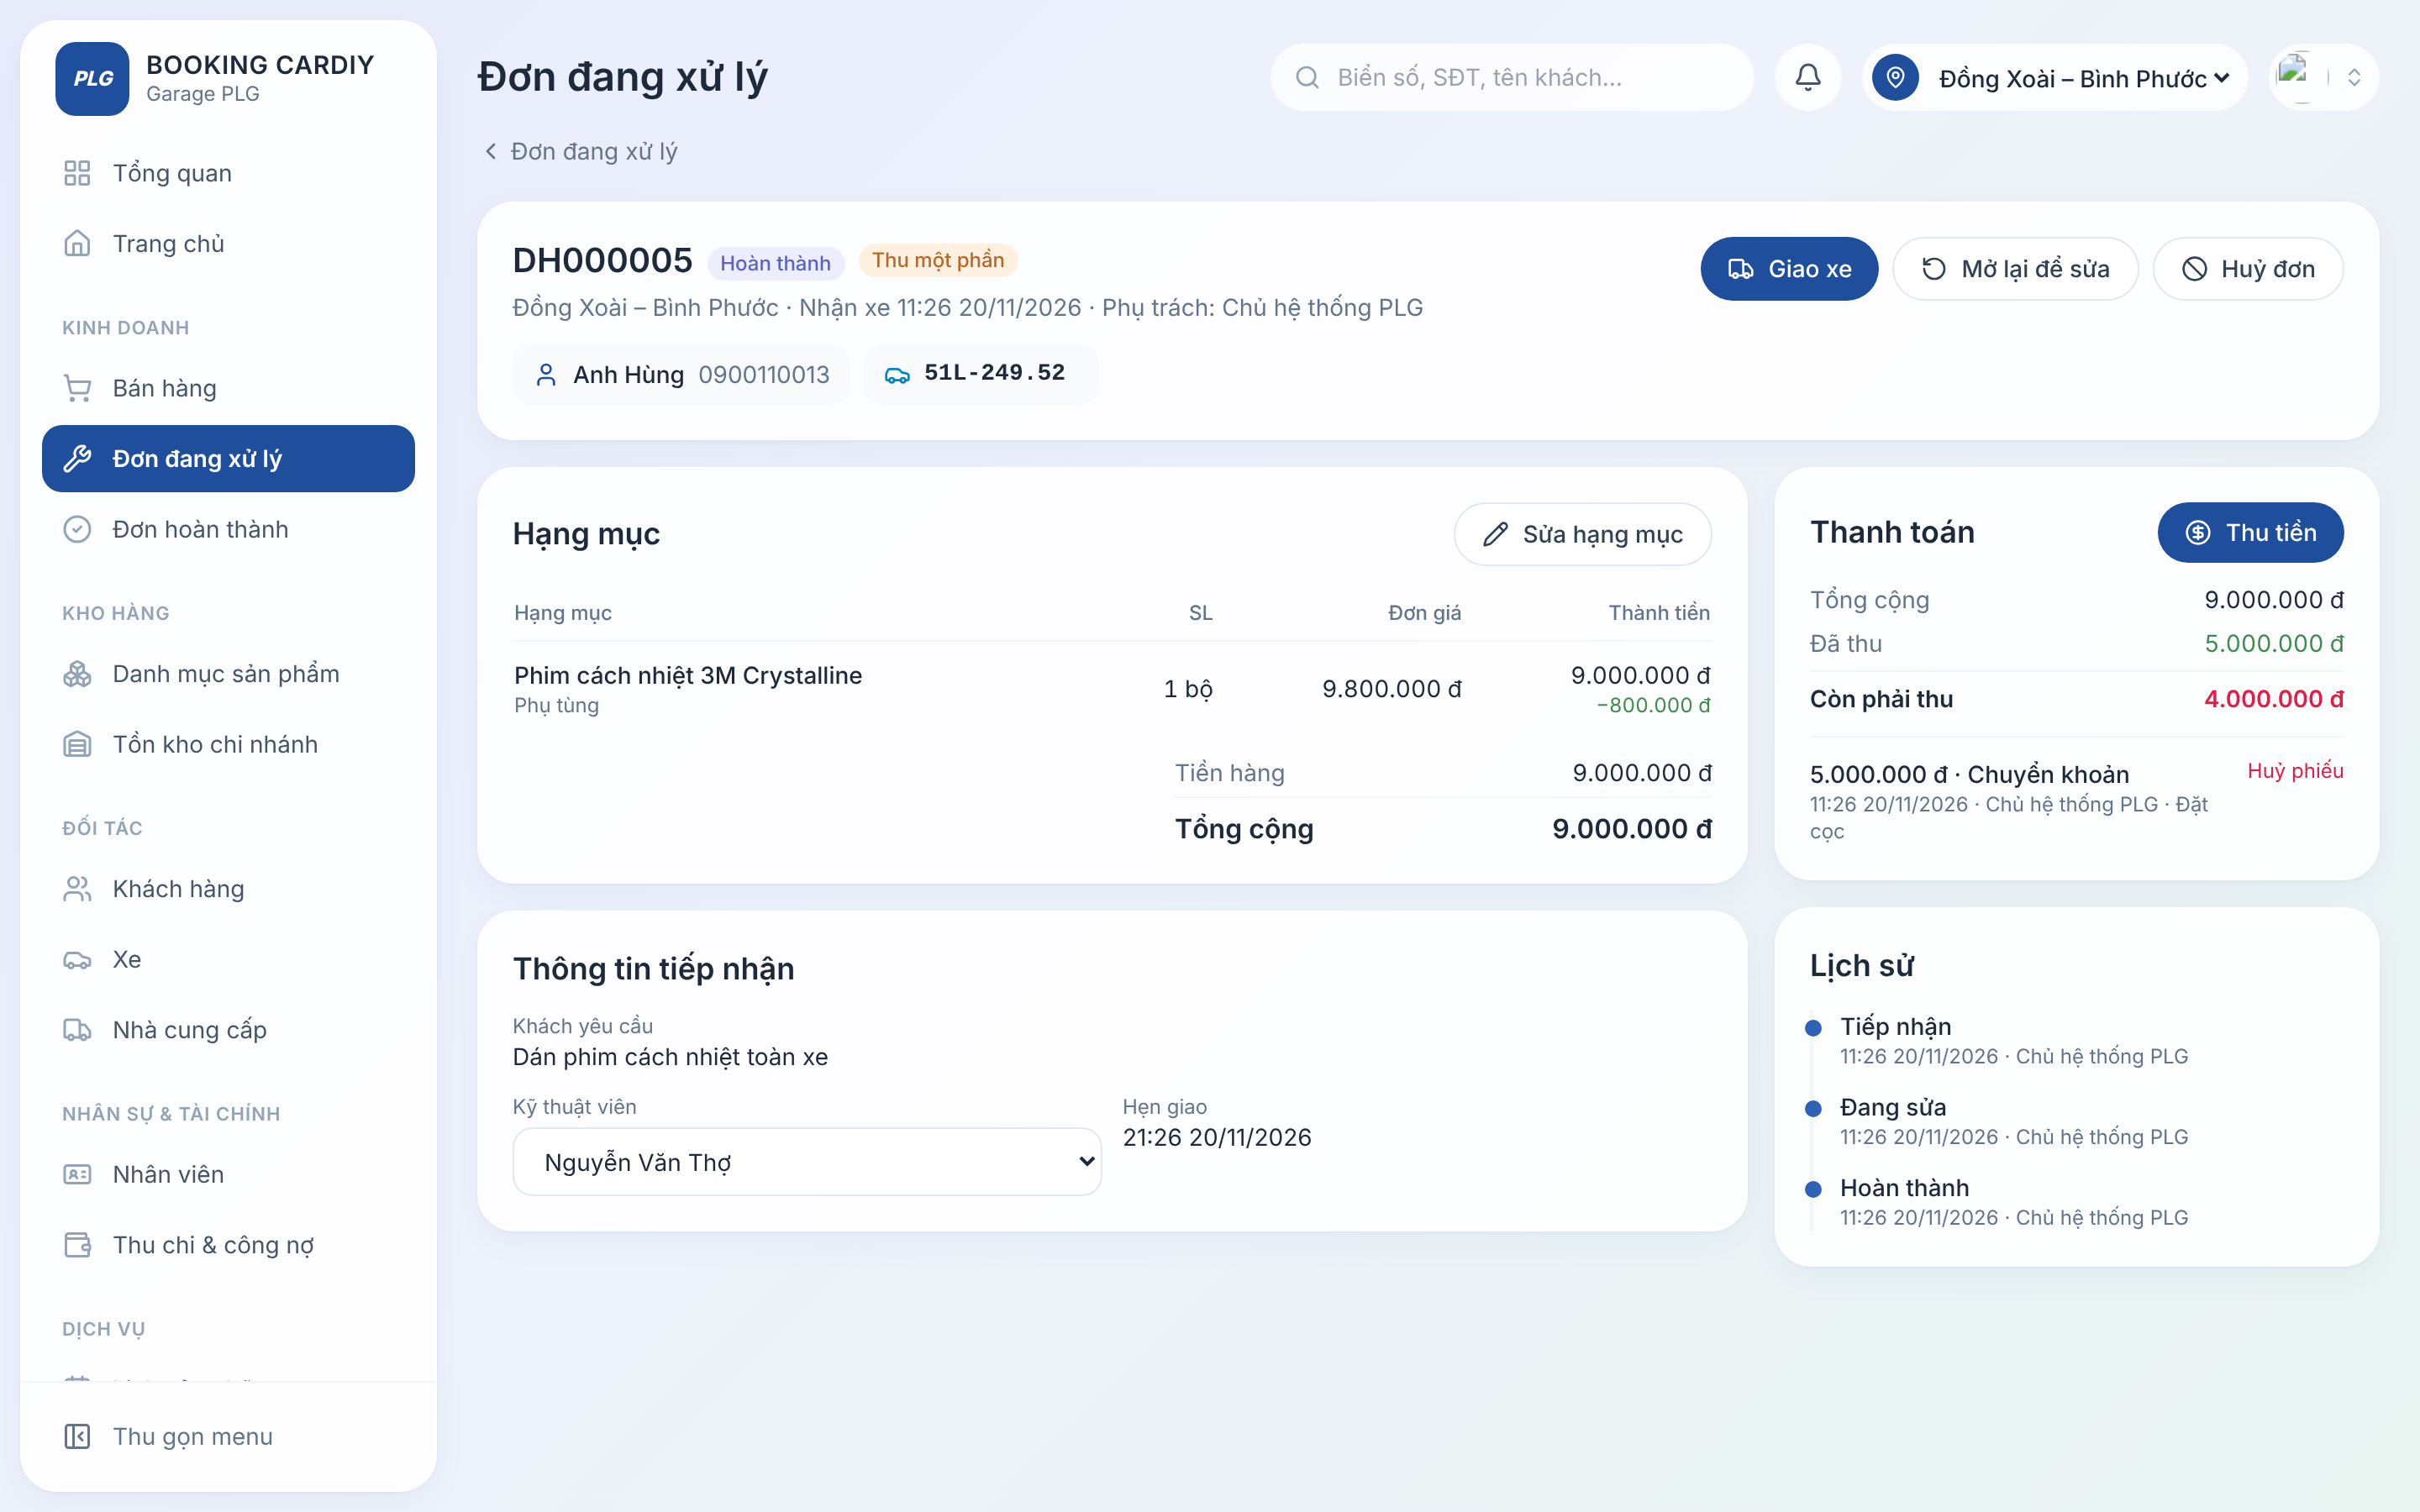 PLG
BOOKING CARDIY
Garage PLG
Tổng quan
Trang chủ
KINH DOANH
Bán hàng
Đơn đang xử lý
Đơn hoàn thành
KHO HÀNG
Danh mục sản phẩm
Tồn kho chi nhánh
ĐỐI TÁC
Khách hàng
Xe
Nhà cung cấp
NHÂN SỰ & TÀI CHÍNH
Nhân viên
Thu chi & công nợ
DỊCH VỤ
Thu gọn menu
Đơn đang xử lý
Biển số, SĐT, tên khách...
Đồng Xoài – Bình Phước
Đơn đang xử lý
DH000005 Hoàn thành Thu một phần
Đồng Xoài – Bình Phước · Nhận xe 11:26 20/11/2026 · Phụ trách: Chủ hệ thống PLG
Anh Hùng 0900110013 51L-249.52
Giao xe Mở lại để sửa Huỷ đơn
Hạng mục Sửa hạng mục
Hạng mục SL Đơn giá Thành tiền
Phim cách nhiệt 3M Crystalline 1 bộ 9.800.000 đ 9.000.000 đ
Phụ tùng −800.000 đ
Tiền hàng 9.000.000 đ
Tổng cộng 9.000.000 đ
Thanh toán Thu tiền
Tổng cộng 9.000.000 đ
Đã thu 5.000.000 đ
Còn phải thu 4.000.000 đ
5.000.000 đ · Chuyển khoản Huỷ phiếu
11:26 20/11/2026 · Chủ hệ thống PLG · Đặt
cọc
Thông tin tiếp nhận
Khách yêu cầu
Dán phim cách nhiệt toàn xe
Kỹ thuật viên Hẹn giao
Nguyễn Văn Thợ 21:26 20/11/2026
Lịch sử
Tiếp nhận
11:26 20/11/2026 · Chủ hệ thống PLG
Đang sửa
11:26 20/11/2026 · Chủ hệ thống PLG
Hoàn thành
11:26 20/11/2026 · Chủ hệ thống PLG